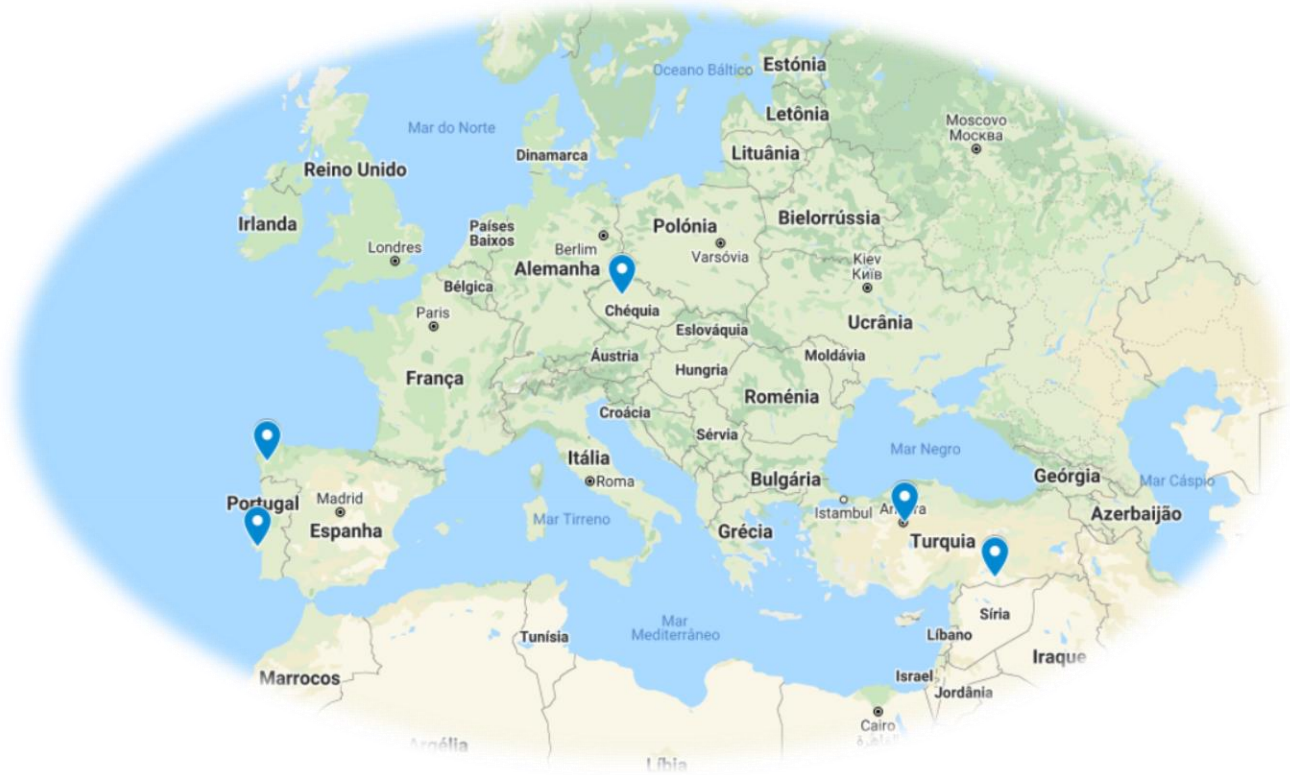 Estónia
Oceano Báltico
Letônia
Moscovo
Москва
Mar do Norte
Lituânia
Dinamarca
Reino Unido
Bielorrússia
Irlanda
Países
Baixos
Polónia
Londres
Berlim
Varsóvia
Kiev
Київ
Alemanha
Bélgica
Chéquia
Paris
Ucrânia
Eslováquia
Áustria
Moldávia
Hungria
França
Roménia
Croácia
Sérvia
Mar Negro
Itália
Roma
Bulgária
Geórgia
Mar Cáspio
Portugal
Madrid
Istambul
Azerbaijão
Mar Tirreno
Espanha
Grécia
Turquia
Síria
Mar
Mediterrâneo
Tunísia
Líbano
Iraque
Marrocos
Israel
Jordânia
Cairo
Argélia
Líbia